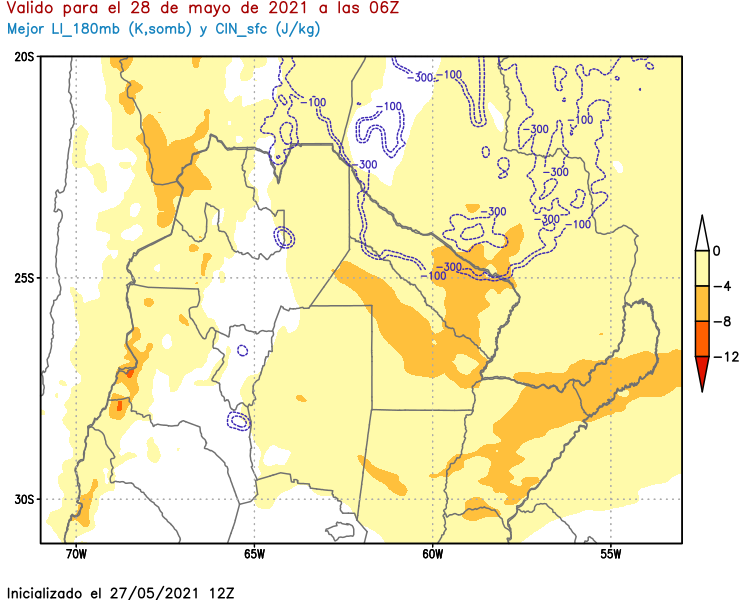 Valido para el 28 de mayo de 2021 a las 06Z
Mejor LI_180mb (K,somb) y CIN_sfc (J/kg)
20S
-300 -100
-100
-100
-100
-300
-300
-300
-300
-300
-100
0
25S
-300
-100
-4
-8
-12
30S
70W 65W 60W 55W
Inicializado el 27/05/2021 12Z